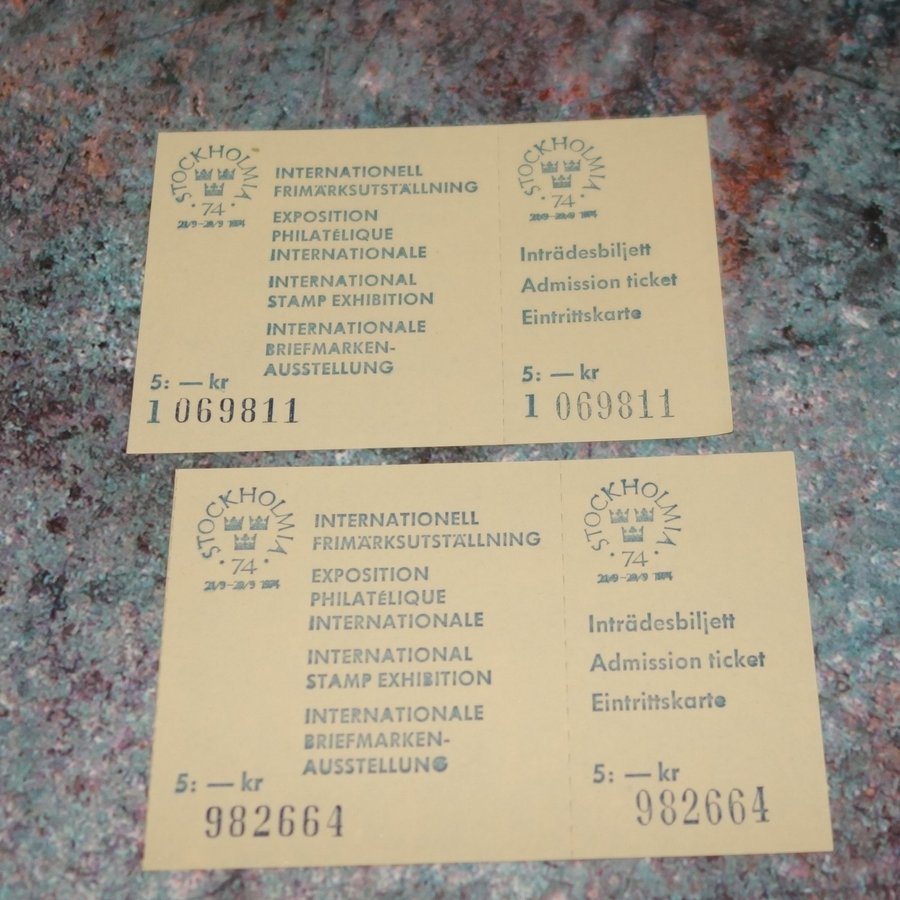 STOCKHOLMIA
· 74 ·
21/9-29/9 1974
INTERNATIONELL
FRIMÄRKSUTSTÄLLNING
EXPOSITION
PHILATÉLIQUE
INTERNATIONALE
INTERNATIONAL
STAMP EXHIBITION
INTERNATIONALE
BRIEFMARKEN-
AUSSTELLUNG
5: — kr
1 069811
STOCKHOLMIA
· 74 ·
21/9-29/9 1974
Inträdesbiljett
Admission ticket
Eintrittskarte
5: — kr
1 069811
STOCKHOLMIA
· 74 ·
21/9-29/9 1974
INTERNATIONELL
FRIMÄRKSUTSTÄLLNING
EXPOSITION
PHILATÉLIQUE
INTERNATIONALE
INTERNATIONAL
STAMP EXHIBITION
INTERNATIONALE
BRIEFMARKEN-
AUSSTELLUNG
5: — kr
982664
STOCKHOLMIA
· 74 ·
21/9-29/9 1974
Inträdesbiljett
Admission ticket
Eintrittskarte
5: — kr
982664